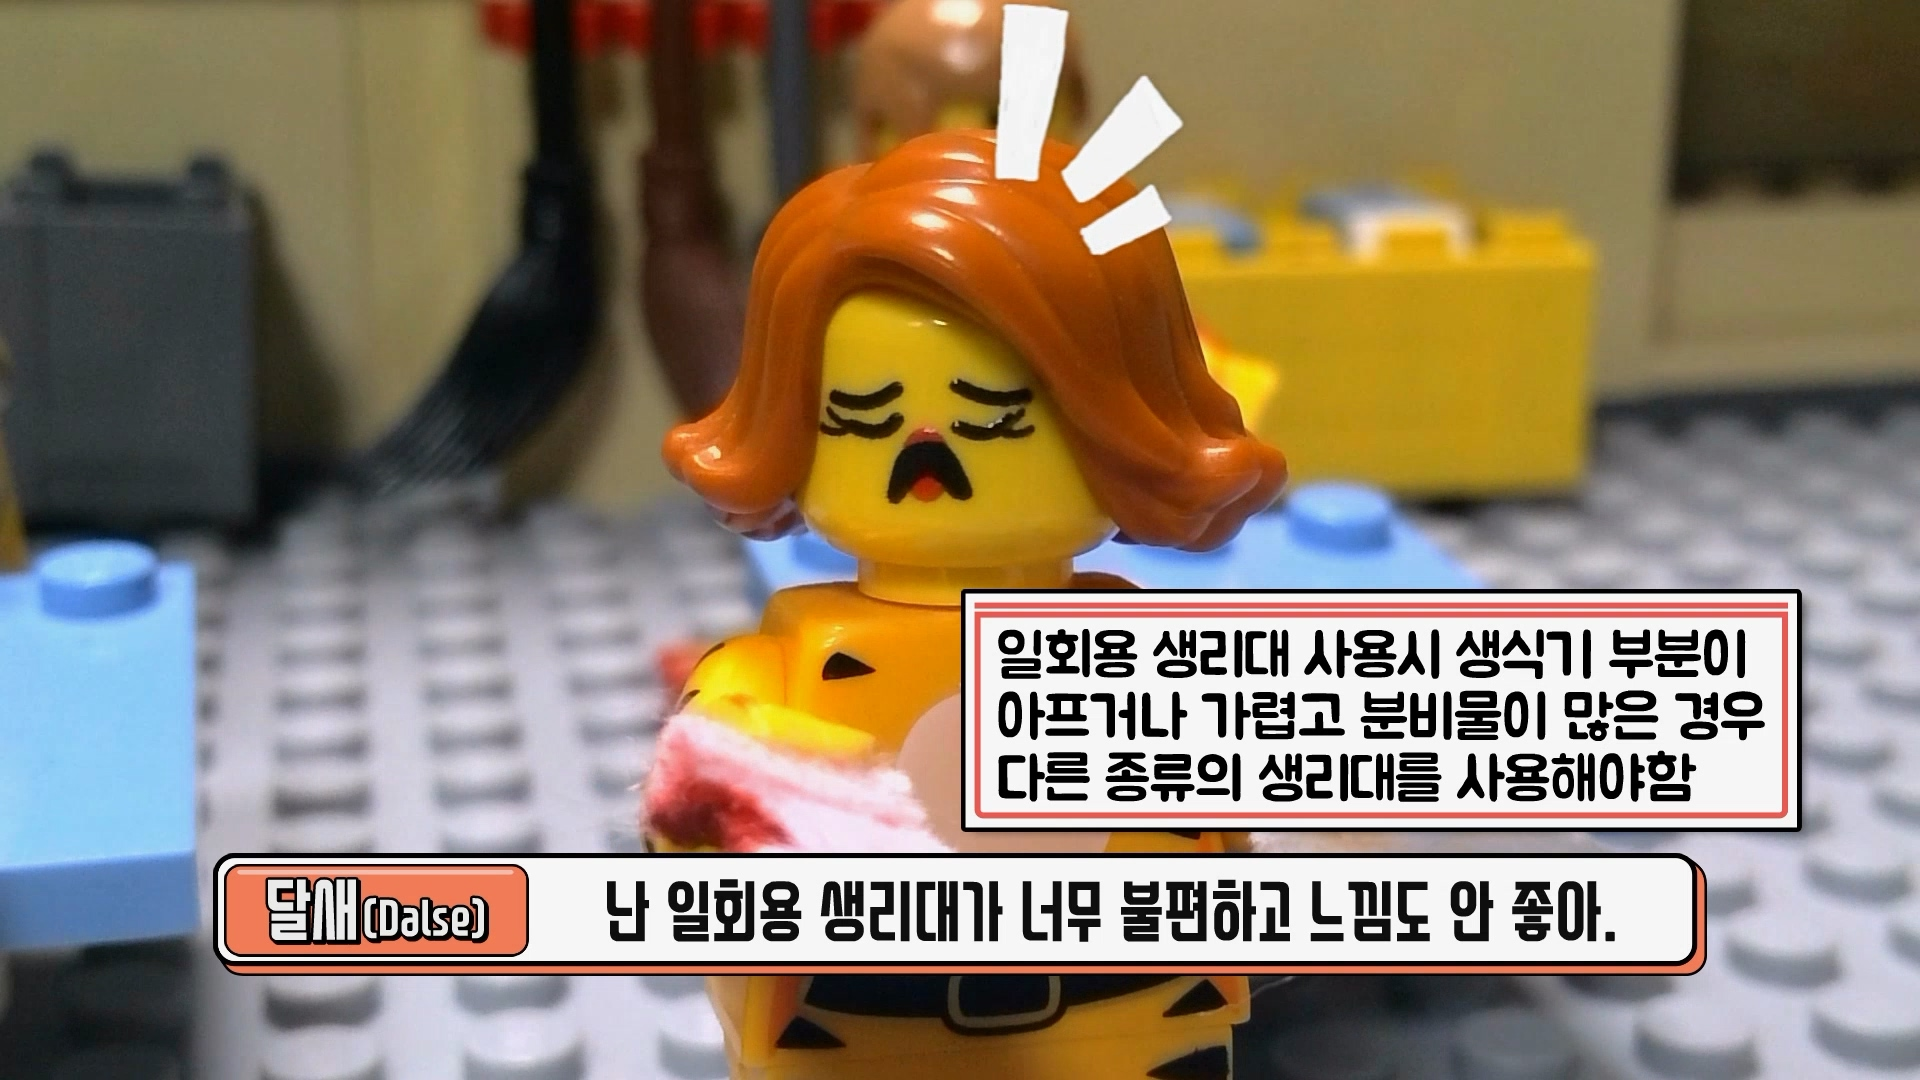 일회용 생리대 사용시 생식기 부분이
아프거나 가렵고 분비물이 많은 경우
다른 종류의 생리대를 사용해야함
달새(Dalse) 난 일회용 생리대가 너무 불편하고 느낌도 안 좋아.